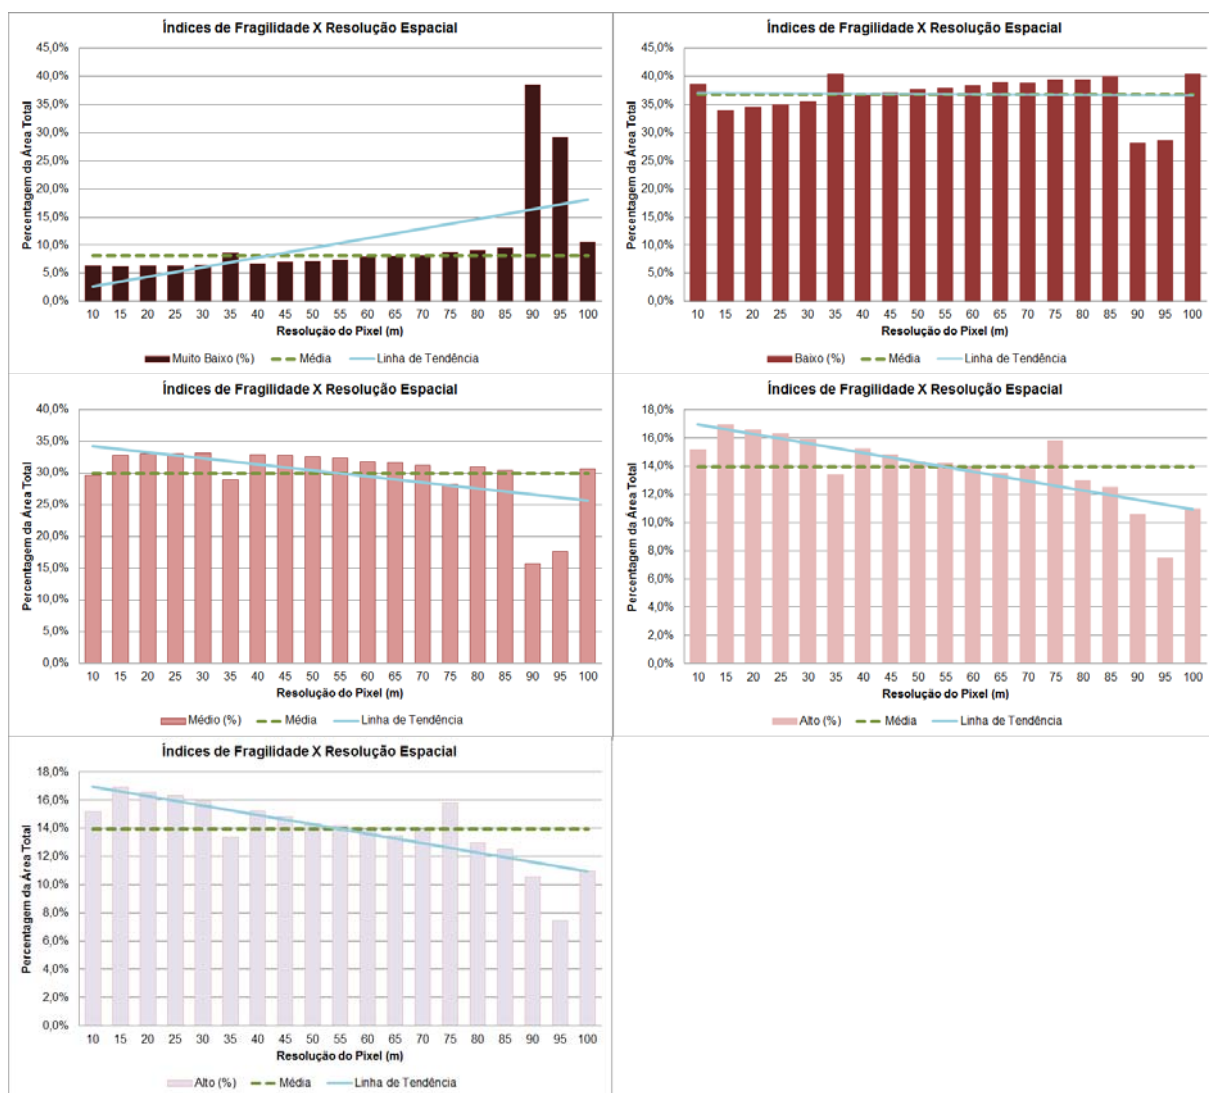 Índices de Fragilidade X Resolução Espacial
Percentagem da Área Total
45,0%
40,0%
35,0%
30,0%
25,0%
20,0%
15,0%
10,0%
5,0%
0,0%
10 15 20 25 30 35 40 45 50 55 60 65 70 75 80 85 90 95 100
Resolução do Pixel (m)
Muito Baixo (%) Média Linha de Tendência
Índices de Fragilidade X Resolução Espacial
Percentagem da Área Total
45,0%
40,0%
35,0%
30,0%
25,0%
20,0%
15,0%
10,0%
5,0%
0,0%
10 15 20 25 30 35 40 45 50 55 60 65 70 75 80 85 90 95 100
Resolução do Pixel (m)
Baixo (%) Média Linha de Tendência
Índices de Fragilidade X Resolução Espacial
Percentagem da Área Total
40,0%
35,0%
30,0%
25,0%
20,0%
15,0%
10,0%
5,0%
0,0%
10 15 20 25 30 35 40 45 50 55 60 65 70 75 80 85 90 95 100
Resolução do Pixel (m)
Médio (%) Média Linha de Tendência
Índices de Fragilidade X Resolução Espacial
Percentagem da Área Total
18,0%
16,0%
14,0%
12,0%
10,0%
8,0%
6,0%
4,0%
2,0%
0,0%
10 15 20 25 30 35 40 45 50 55 60 65 70 75 80 85 90 95 100
Resolução do Pixel (m)
Alto (%) Média Linha de Tendência
Índices de Fragilidade X Resolução Espacial
Percentagem da Área Total
18,0%
16,0%
14,0%
12,0%
10,0%
8,0%
6,0%
4,0%
2,0%
0,0%
10 15 20 25 30 35 40 45 50 55 60 65 70 75 80 85 90 95 100
Resolução do Pixel (m)
Alto (%) Média Linha de Tendência